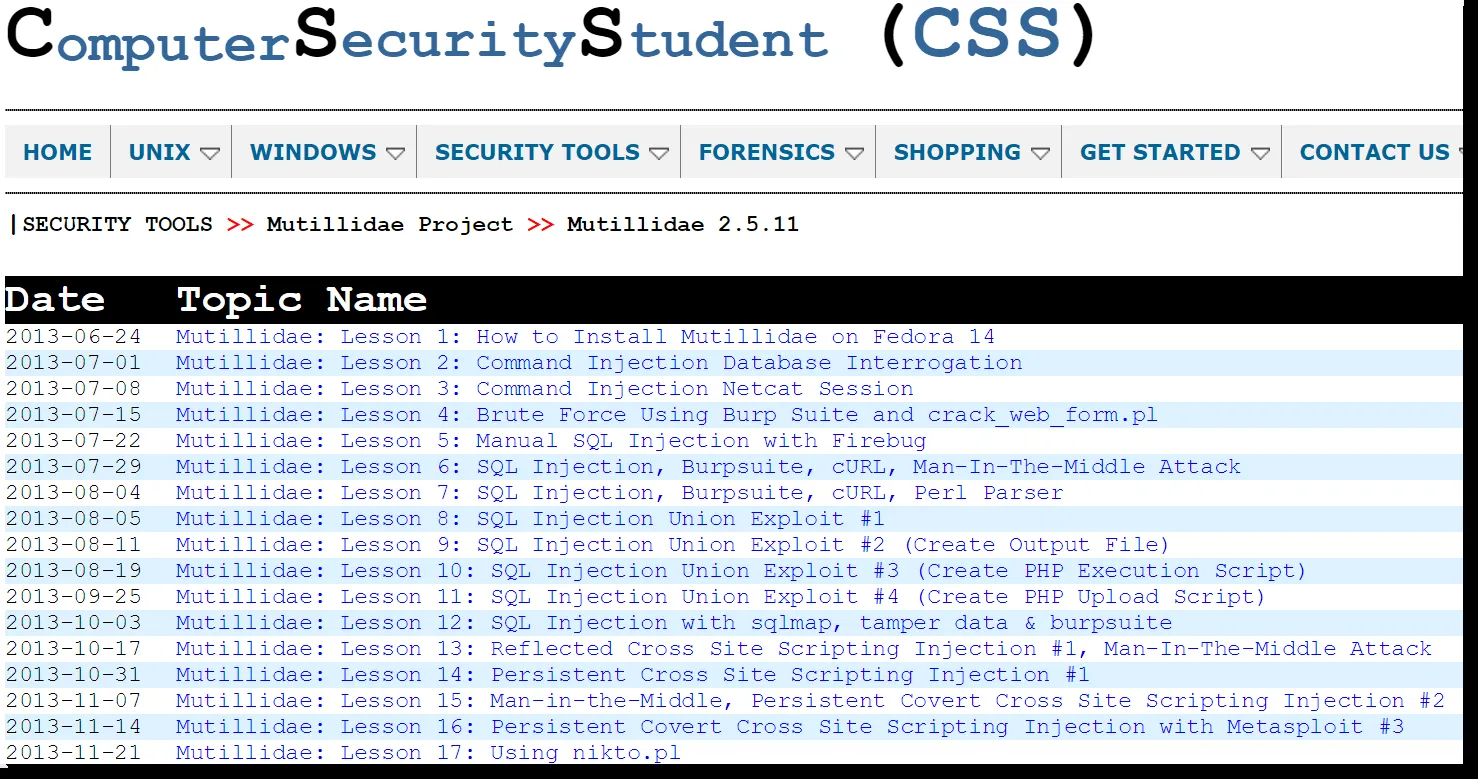 ComputerSecurityStudent (CSS)
HOME UNIX WINDOWS SECURITY TOOLS FORENSICS SHOPPING GET STARTED CONTACT US
|SECURITY TOOLS >> Mutillidae Project >> Mutillidae 2.5.11
Date Topic Name
2013-06-24 Mutillidae: Lesson 1: How to Install Mutillidae on Fedora 14
2013-07-01 Mutillidae: Lesson 2: Command Injection Database Interrogation
2013-07-08 Mutillidae: Lesson 3: Command Injection Netcat Session
2013-07-15 Mutillidae: Lesson 4: Brute Force Using Burp Suite and crack_web_form.pl
2013-07-22 Mutillidae: Lesson 5: Manual SQL Injection with Firebug
2013-07-29 Mutillidae: Lesson 6: SQL Injection, Burpsuite, cURL, Man-In-The-Middle Attack
2013-08-04 Mutillidae: Lesson 7: SQL Injection, Burpsuite, cURL, Perl Parser
2013-08-05 Mutillidae: Lesson 8: SQL Injection Union Exploit #1
2013-08-11 Mutillidae: Lesson 9: SQL Injection Union Exploit #2 (Create Output File)
2013-08-19 Mutillidae: Lesson 10: SQL Injection Union Exploit #3 (Create PHP Execution Script)
2013-09-25 Mutillidae: Lesson 11: SQL Injection Union Exploit #4 (Create PHP Upload Script)
2013-10-03 Mutillidae: Lesson 12: SQL Injection with sqlmap, tamper data & burpsuite
2013-10-17 Mutillidae: Lesson 13: Reflected Cross Site Scripting Injection #1, Man-In-The-Middle Attack
2013-10-31 Mutillidae: Lesson 14: Persistent Cross Site Scripting Injection #1
2013-11-07 Mutillidae: Lesson 15: Man-in-the-Middle, Persistent Covert Cross Site Scripting Injection #2
2013-11-14 Mutillidae: Lesson 16: Persistent Covert Cross Site Scripting Injection with Metasploit #3
2013-11-21 Mutillidae: Lesson 17: Using nikto.pl